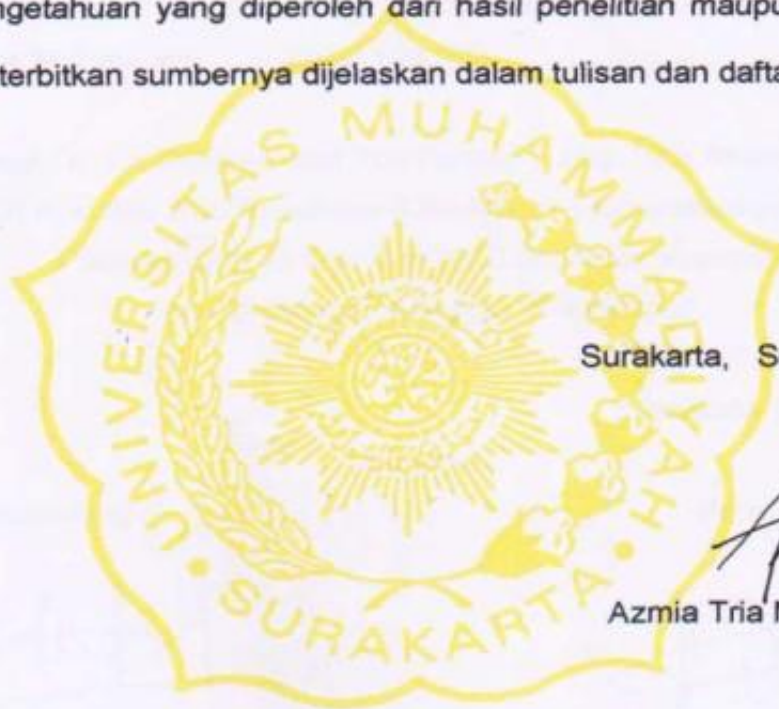 ngetahuan yang diperoleh dari hasil penelitian maupu
terbitkan sumbernya dijelaskan dalam tulisan dan dafta
UNIVERSITAS MUHAMMADIYAH
SURAKARTA
Surakarta, S
Azmia Tria